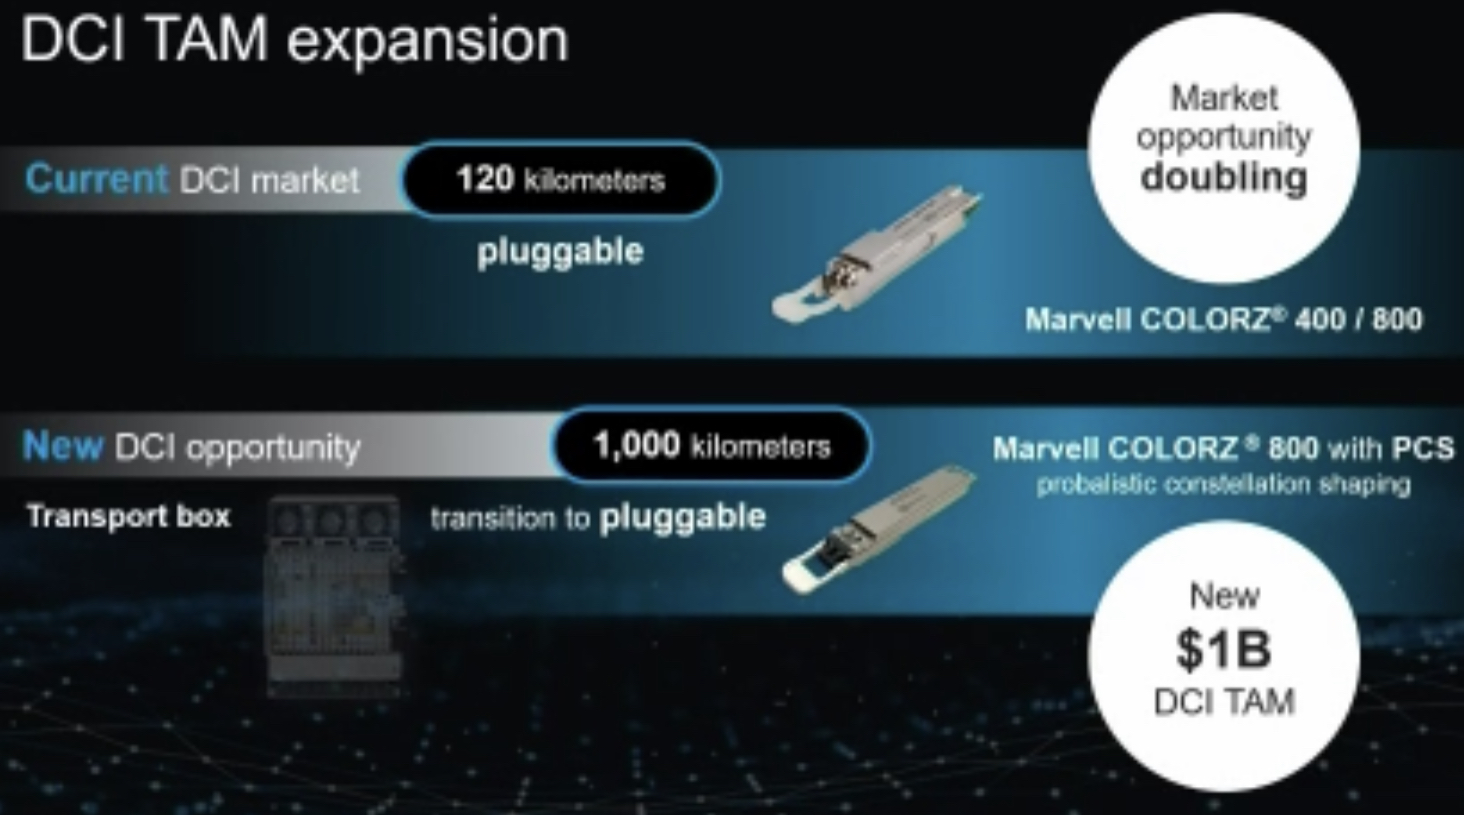 DCI TAM expansion
Market
opportunity
doubling
Current DCI market
120 kilometers
pluggable
Marvell COLORZ® 400 / 800
New DCI opportunity
1,000 kilometers
Marvell COLORZ® 800 with PCS
probalistic constellation shaping
Transport box
transition to pluggable
New
$1B
DCI TAM